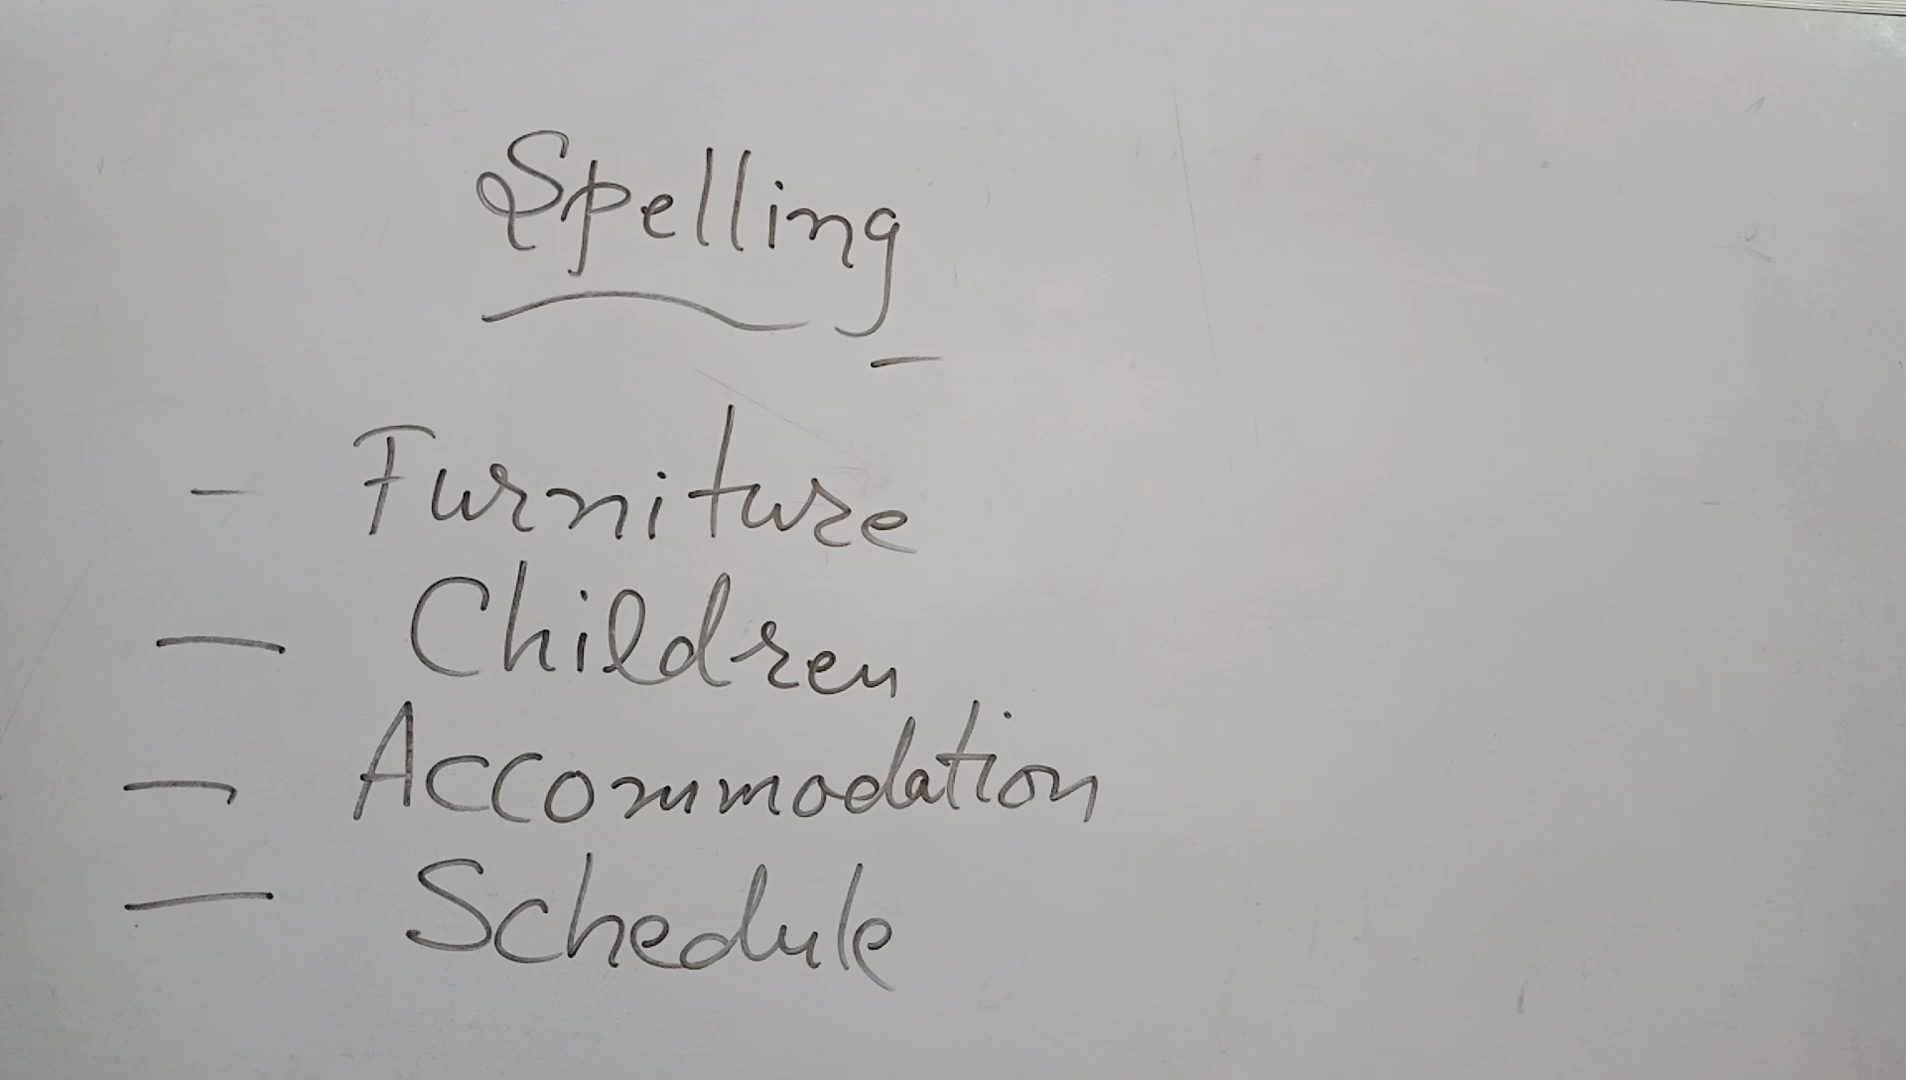 Spelling
- Furniture
- Children
- Accommodation
- Schedule